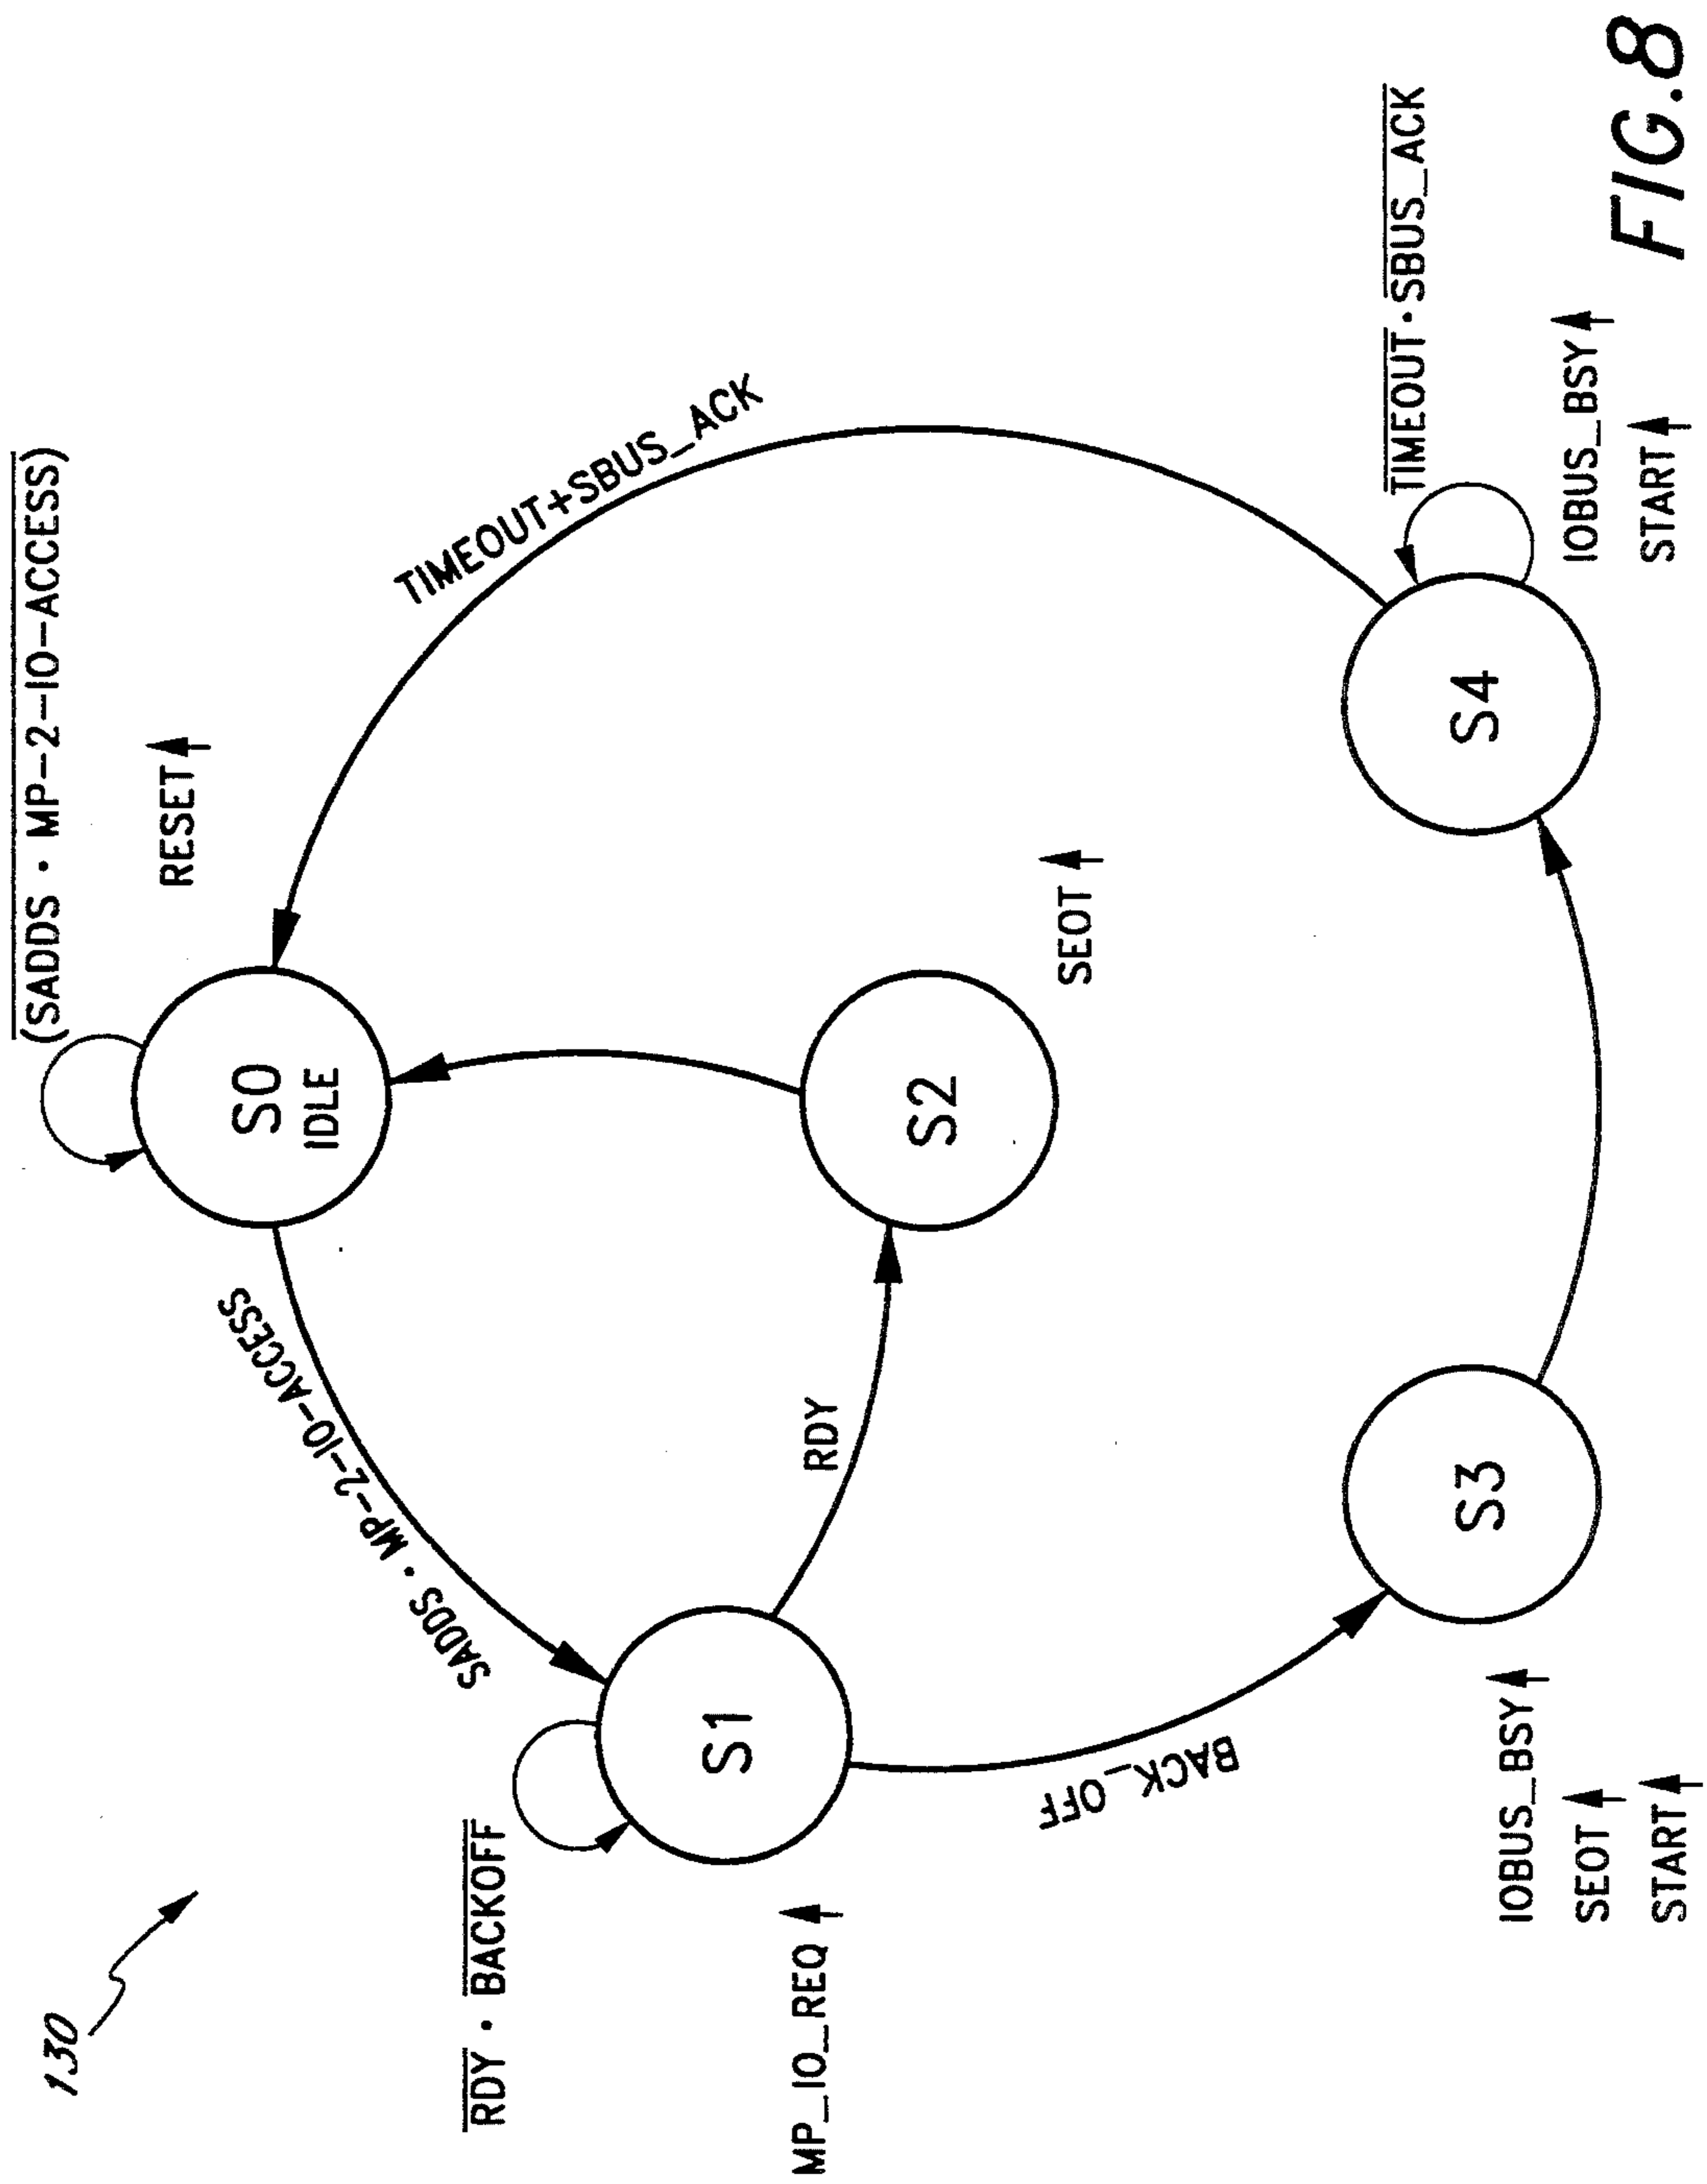 130
(SADDS · MP-2-IO-ACCESS)
S0
IDLE
RESET
SADDS · MP-2-IO-ACCESS
TIMEOUT+SBUS_ACK
RDY · BACKOFF
S1
MP_IO_REQ
RDY
S2
SEOT
BACK_OFF
S3
IOBUS_BSY
SEOT
START
S4
TIMEOUT · SBUS_ACK
IOBUS_BSY
START
FIG.8